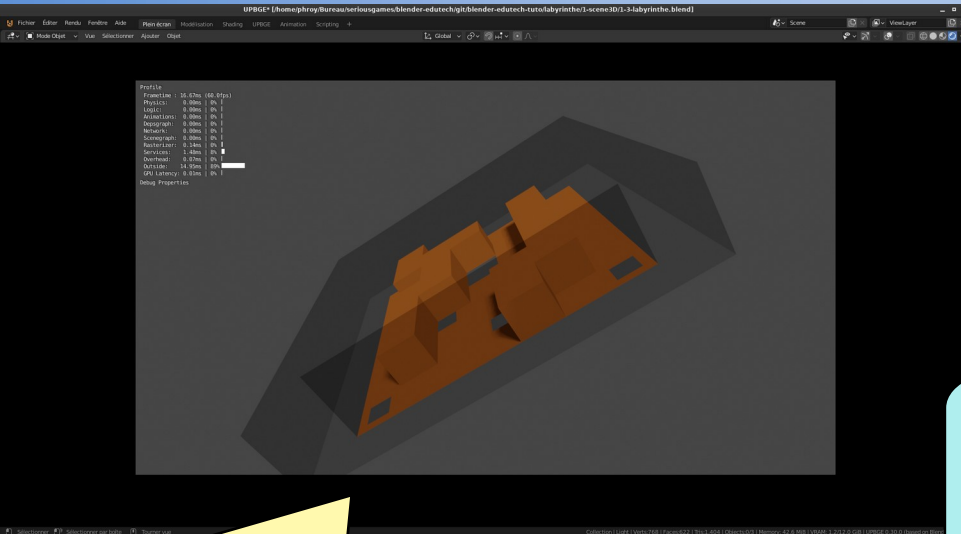 UPBGE* [/home/phroy/Bureau/seriousgames/blender-edutech/git/blender-edutech-tuto/labyrinthe/1-scene3D/1-3-labyrinthe.blend]
Fichier Éditer Rendu Fenêtre Aide Plein écran Modélisation Shading UPBGE Animation Scripting + Scene ViewLayer
Mode Objet Vue Sélectionner Ajouter Objet Global
Profile
Frametime : 16.67ms (60.0fps)
Physics: 0.00ms | 0%
Logic: 0.00ms | 0%
Animations: 0.00ms | 0%
Depsgraph: 0.00ms | 0%
Network: 0.00ms | 0%
Scenegraph: 0.00ms | 0%
Rasterizer: 0.14ms | 0%
Services: 1.48ms | 8%
Overhead: 0.07ms | 0%
Outside: 14.95ms | 89%
GPU Latency: 0.01ms | 0%
Debug Properties
Sélectionner Sélectionner par boîte Tourner vue Collection | Light | Verts:768 | Faces:622 | Tris:1,404 | Objects:0/3 | Memory: 42.6 MiB | VRAM: 1.2/12.0 GiB | UPBGE 0.30.0 (based on Blen